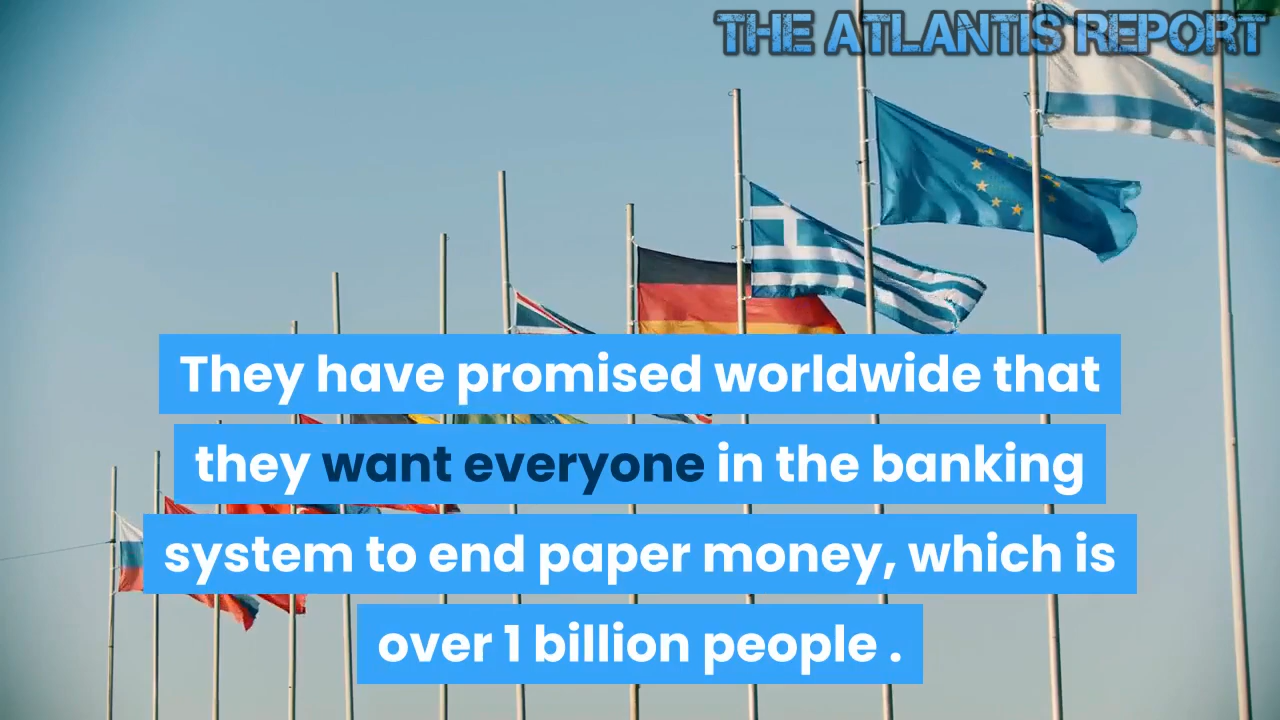 THE ATLANTIS REPORT
They have promised worldwide that
they want everyone in the banking
system to end paper money, which is
over 1 billion people .